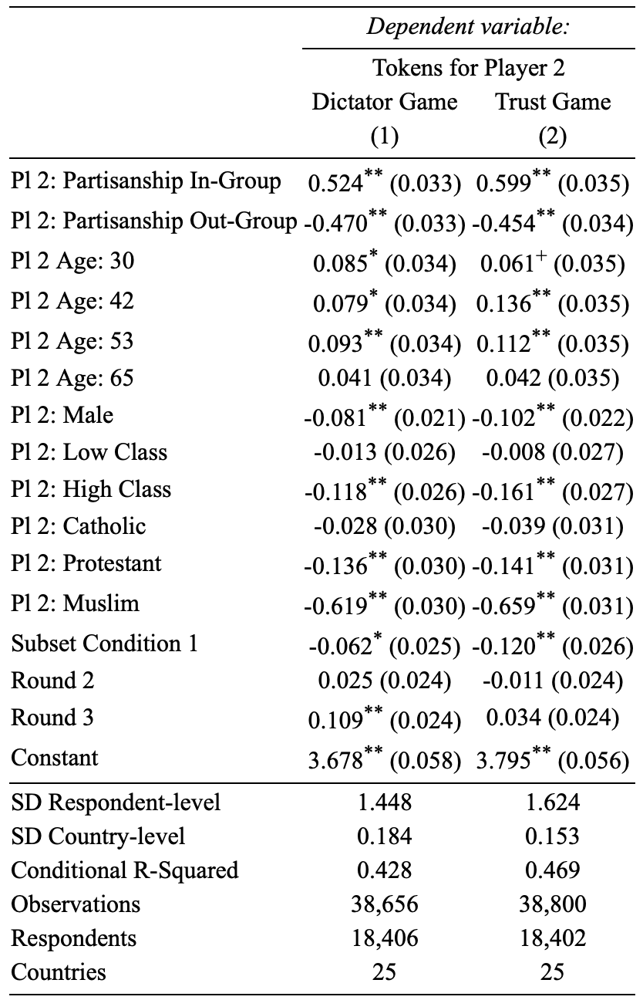 Dependent variable:
Tokens for Player 2
Dictator Game Trust Game
(1) (2)
Pl 2: Partisanship In-Group 0.524** (0.033) 0.599** (0.035)
Pl 2: Partisanship Out-Group -0.470** (0.033) -0.454** (0.034)
Pl 2 Age: 30 0.085* (0.034) 0.061+ (0.035)
Pl 2 Age: 42 0.079* (0.034) 0.136** (0.035)
Pl 2 Age: 53 0.093** (0.034) 0.112** (0.035)
Pl 2 Age: 65 0.041 (0.034) 0.042 (0.035)
Pl 2: Male -0.081** (0.021) -0.102** (0.022)
Pl 2: Low Class -0.013 (0.026) -0.008 (0.027)
Pl 2: High Class -0.118** (0.026) -0.161** (0.027)
Pl 2: Catholic -0.028 (0.030) -0.039 (0.031)
Pl 2: Protestant -0.136** (0.030) -0.141** (0.031)
Pl 2: Muslim -0.619** (0.030) -0.659** (0.031)
Subset Condition 1 -0.062* (0.025) -0.120** (0.026)
Round 2 0.025 (0.024) -0.011 (0.024)
Round 3 0.109** (0.024) 0.034 (0.024)
Constant 3.678** (0.058) 3.795** (0.056)
SD Respondent-level 1.448 1.624
SD Country-level 0.184 0.153
Conditional R-Squared 0.428 0.469
Observations 38,656 38,800
Respondents 18,406 18,402
Countries 25 25